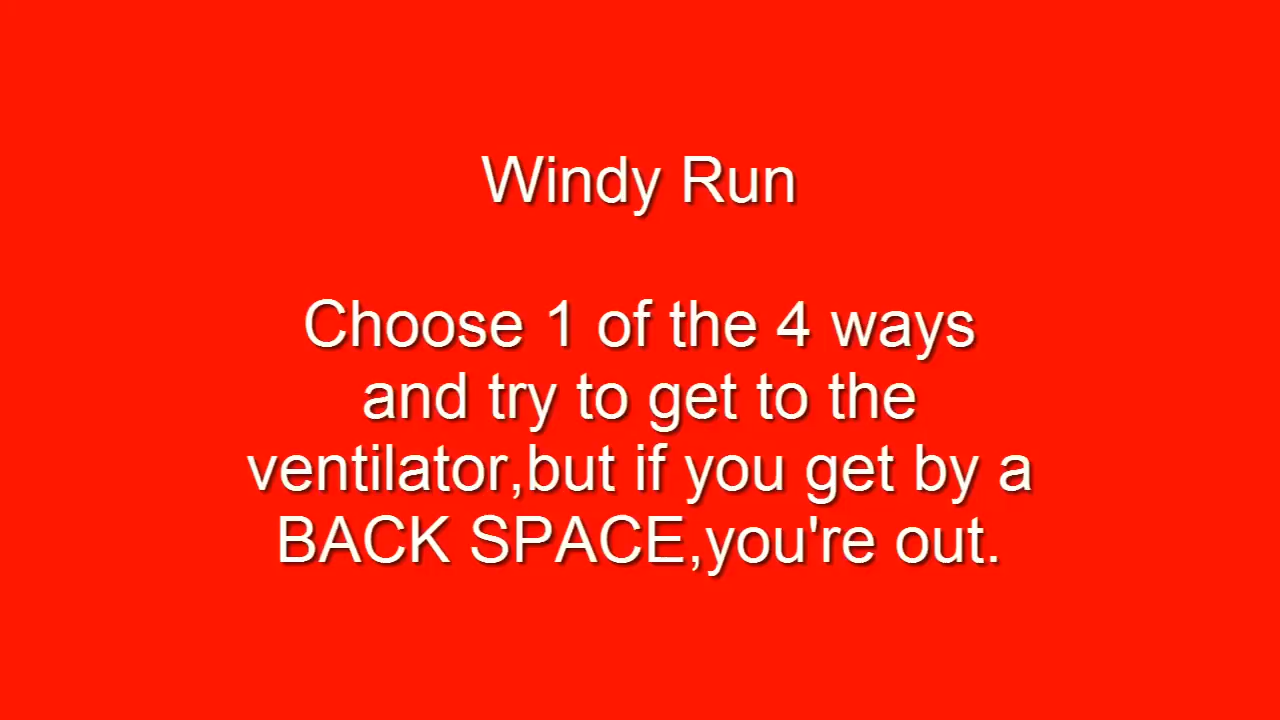 Windy Run
Choose 1 of the 4 ways
and try to get to the
ventilator,but if you get by a
BACK SPACE,you're out.